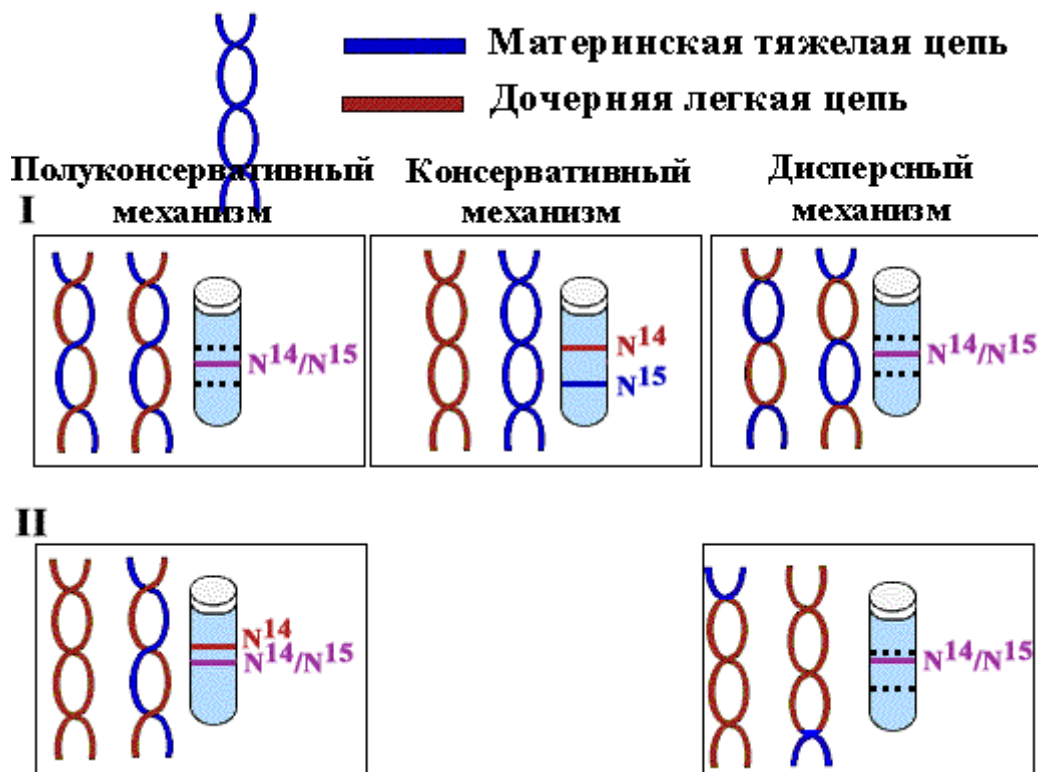 Материнская тяжелая цепь
Дочерняя легкая цепь
Полуконсервативный
механизм
Консервативный
механизм
Дисперсный
механизм
I
N¹⁴/N¹⁵
N¹⁴
N¹⁵
N¹⁴/N¹⁵
II
N¹⁴
N¹⁴/N¹⁵
N¹⁴/N¹⁵